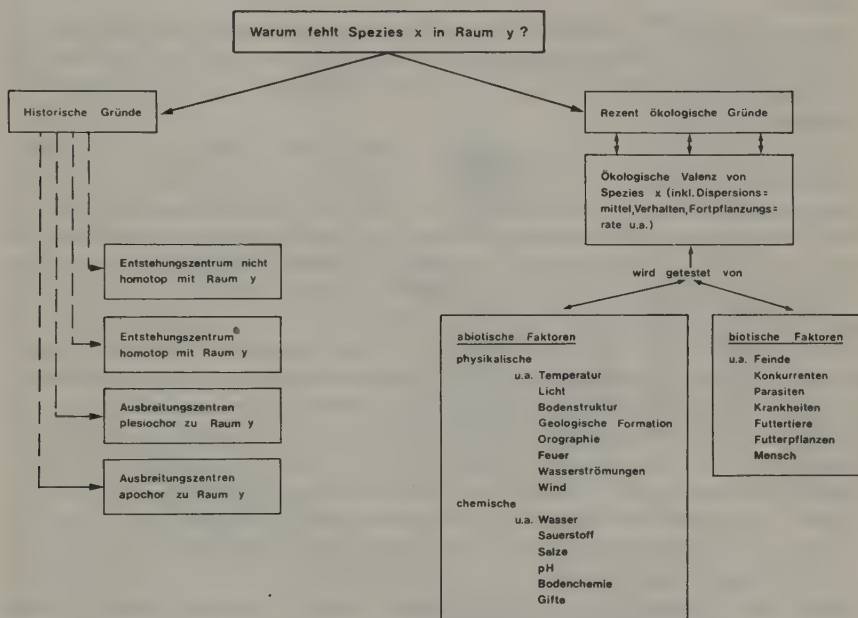 Warum fehlt Spezies x in Raum y ?
Historische Gründe
Entstehungszentrum nicht
homotop mit Raum y
Entstehungszentrum
homotop mit Raum y
Ausbreitungszentren
plesiochor zu Raum y
Ausbreitungszentren
apochor zu Raum y
Rezent ökologische Gründe
Ökologische Valenz von
Spezies x (inkl. Dispersions=
mittel,Verhalten,Fortpflanzungs=
rate u.a.)
wird getestet von
abiotische Faktoren
physikalische
u.a. Temperatur
Licht
Bodenstruktur
Geologische Formation
Orographie
Feuer
Wasserströmungen
Wind
chemische
u.a. Wasser
Sauerstoff
Salze
pH
Bodenchemie
Gifte
biotische Faktoren
u.a. Feinde
Konkurrenten
Parasiten
Krankheiten
Futtertiere
Futterpflanzen
Mensch